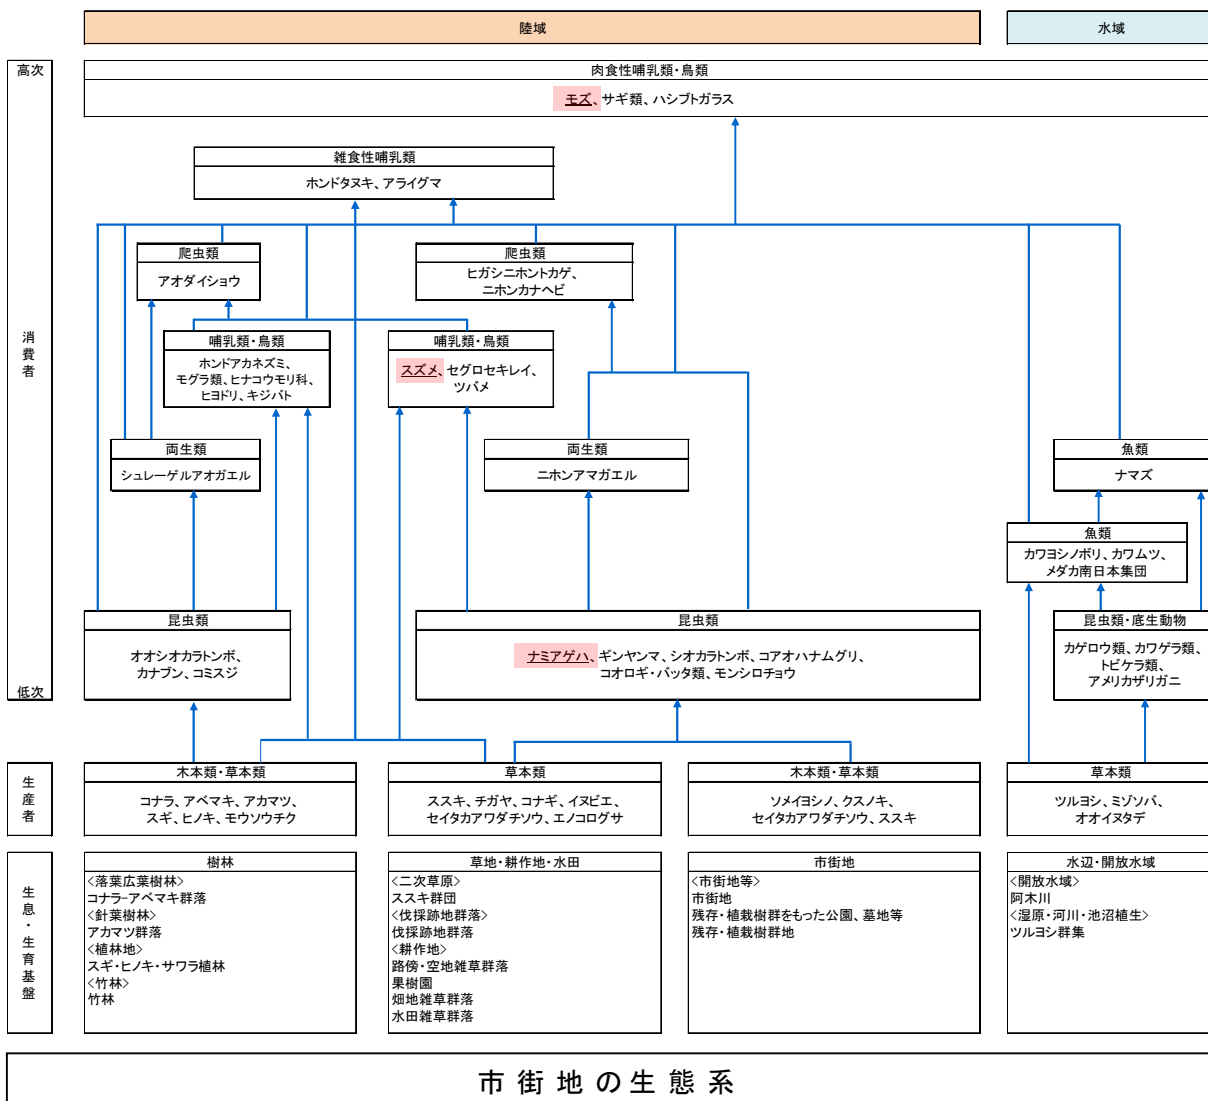 陸域
水域
高次
消費者
低次
肉食性哺乳類・鳥類
モズ、サギ類、ハシブトガラス
雑食性哺乳類
ホンドタヌキ、アライグマ
爬虫類
アオダイショウ
爬虫類
ヒガシニホントカゲ、
ニホンカナヘビ
哺乳類・鳥類
ホンドアカネズミ、
モグラ類、ヒナコウモリ科、
ヒヨドリ、キジバト
哺乳類・鳥類
スズメ、セグロセキレイ、
ツバメ
両生類
シュレーゲルアオガエル
両生類
ニホンアマガエル
魚類
ナマズ
魚類
カワヨシノボリ、カワムツ、
メダカ南日本集団
昆虫類
オオシオカラトンボ、
カナブン、コミスジ
昆虫類
ナミアゲハ、ギンヤンマ、シオカラトンボ、コアオハナムグリ、
コオロギ・バッタ類、モンシロチョウ
昆虫類・底生動物
カゲロウ類、カワゲラ類、
トビケラ類、
アメリカザリガニ
生産者
木本類・草本類
コナラ、アベマキ、アカマツ、
スギ、ヒノキ、モウソウチク
草本類
ススキ、チガヤ、コナギ、イヌビエ、
セイタカアワダチソウ、エノコログサ
木本類・草本類
ソメイヨシノ、クスノキ、
セイタカアワダチソウ、ススキ
草本類
ツルヨシ、ミゾソバ、
オオイヌタデ
生息・生育基盤
樹林
<落葉広葉樹林>
コナラ-アベマキ群落
<針葉樹林>
アカマツ群落
<植林地>
スギ・ヒノキ・サワラ植林
<竹林>
竹林
草地・耕作地・水田
<二次草原>
ススキ群団
<伐採跡地群落>
伐採跡地群落
<耕作地>
路傍・空地雑草群落
果樹園
畑地雑草群落
水田雑草群落
市街地
<市街地等>
市街地
残存・植栽樹群をもった公園、墓地等
残存・植栽樹群地
水辺・開放水域
<開放水域>
阿木川
<湿原・河川・池沼植生>
ツルヨシ群集
市街地の生態系